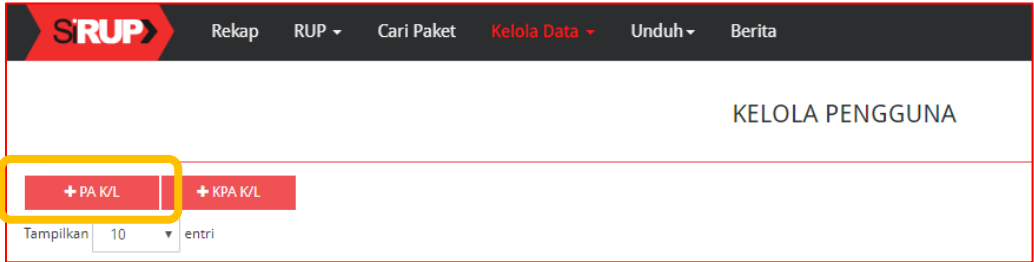 SiRUP Rekap RUP Cari Paket Kelola Data Unduh Berita
KELOLA PENGGUNA
+ PA K/L + KPA K/L
Tampilkan 10 entri